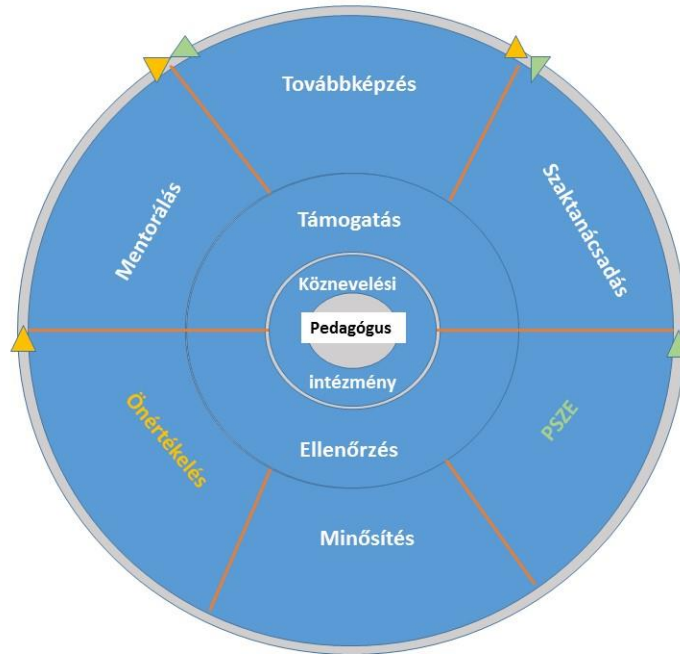 Továbbképzés
Mentorálás
Szaktanácsadás
Támogatás
Köznevelési
Pedagógus
intézmény
Önértékelés
PSZE
Ellenőrzés
Minősítés